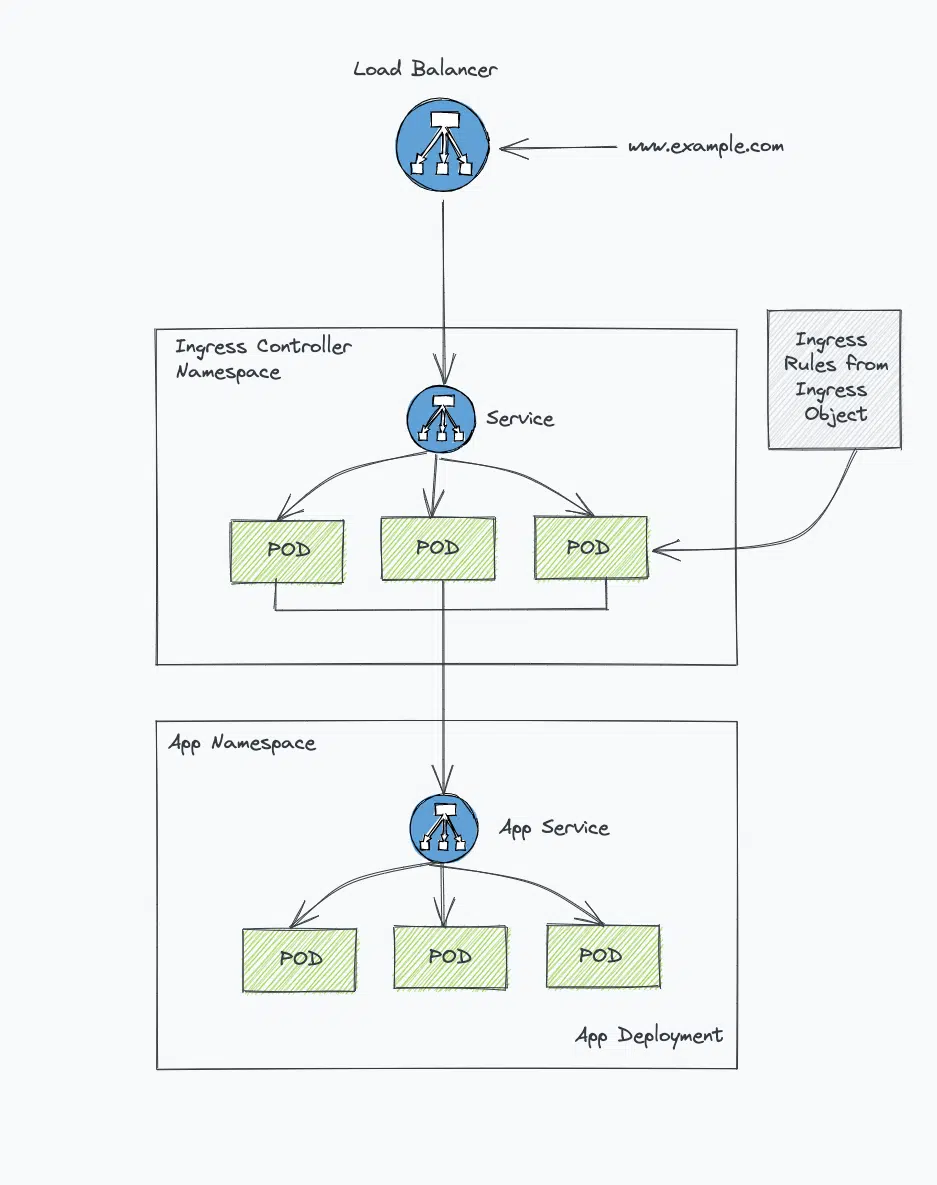 Load Balancer
www.example.com
Ingress Controller
Namespace
Ingress
Rules from
Ingress
Object
Service
POD
POD
POD
App Namespace
App Service
POD
POD
POD
App Deployment